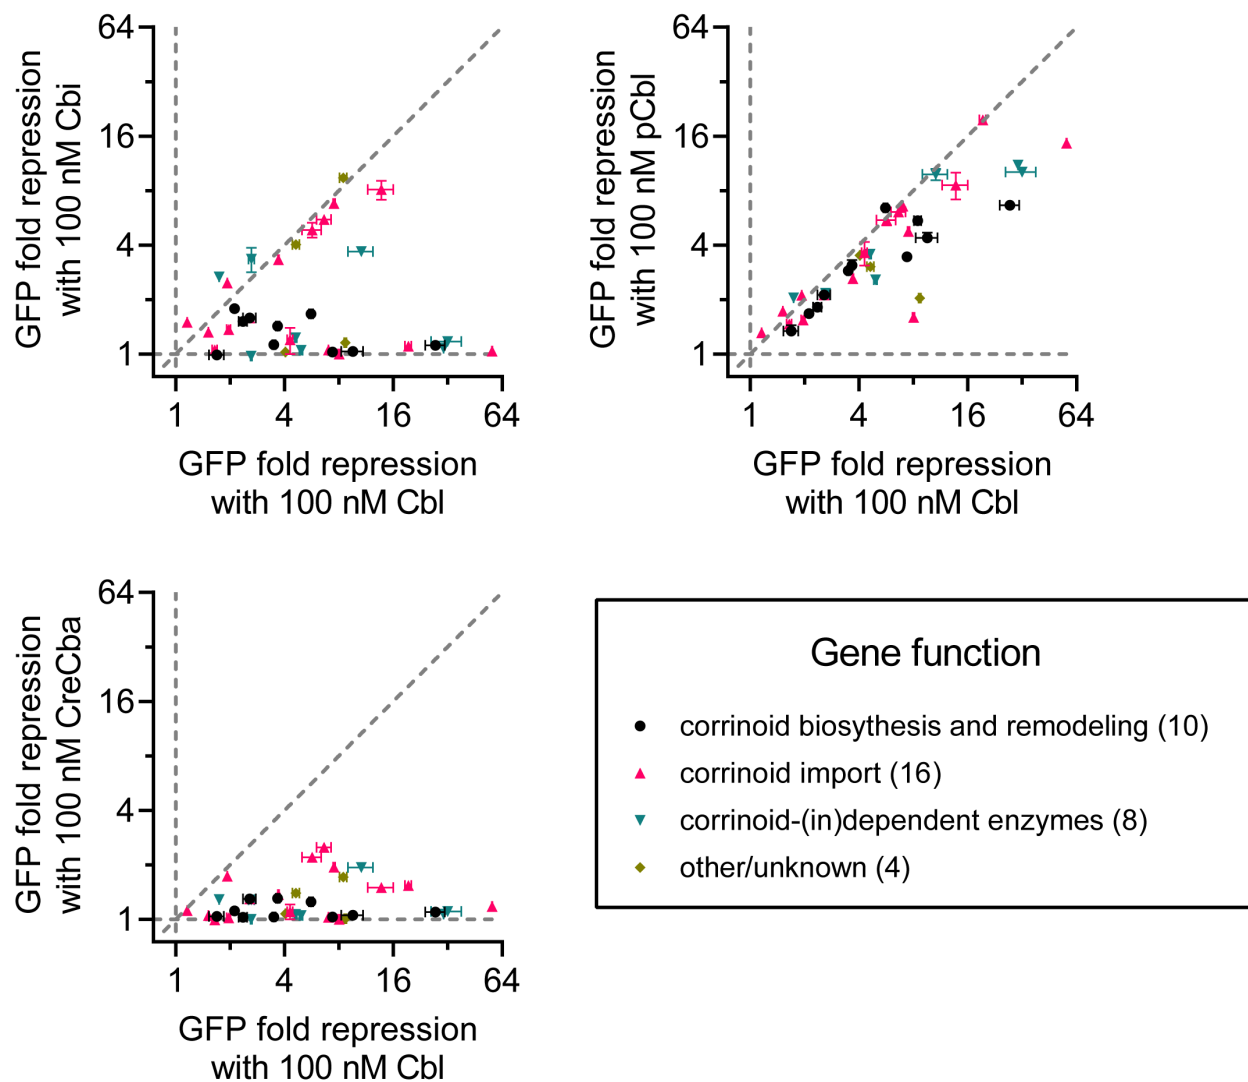 GFP fold repression
with 100 nM Cbi
64
16
4
1
1 4 16 64
GFP fold repression
with 100 nM Cbl
GFP fold repression
with 100 nM pCbl
64
16
4
1
1 4 16 64
GFP fold repression
with 100 nM Cbl
GFP fold repression
with 100 nM CreCba
64
16
4
1
1 4 16 64
GFP fold repression
with 100 nM Cbl
Gene function
corrinoid biosythesis and remodeling (10)
corrinoid import (16)
corrinoid-(in)dependent enzymes (8)
other/unknown (4)